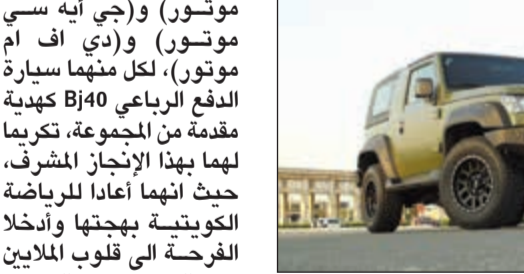 موتـور) و(جي أيه سـي
موتـور) و(دي اف ام
موتور)، لكل منهما سيارة
الدفع الرباعي Bj40 كهدية
مقدمة من المجموعة، تكريما
لهما بهذا الإنجاز المشرف،
حيث انهما أعادا للرياضة
الكويتيـة بهجتها وأدخلا
الفرحـة الى قلوب الملايين